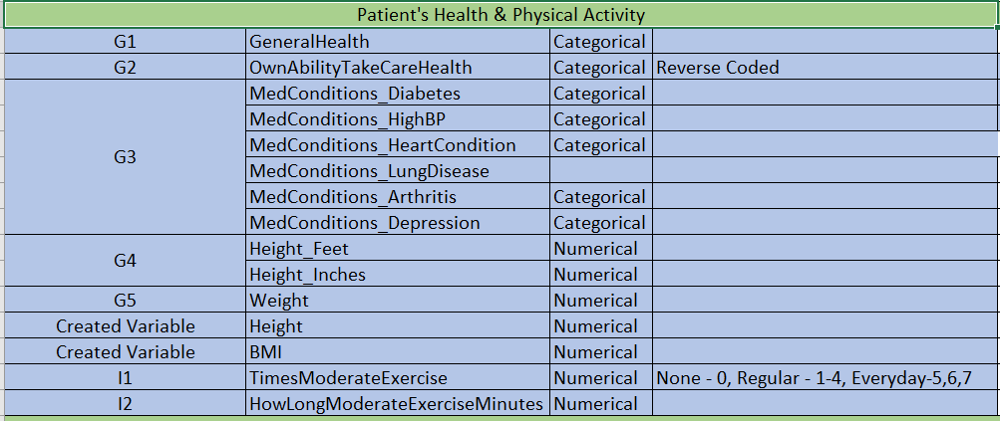 Patient's Health & Physical Activity
G1 GeneralHealth Categorical
G2 OwnAbilityTakeCareHealth Categorical Reverse Coded
G3 MedConditions_Diabetes Categorical
MedConditions_HighBP Categorical
MedConditions_HeartCondition Categorical
MedConditions_LungDisease
MedConditions_Arthritis Categorical
MedConditions_Depression Categorical
G4 Height_Feet Numerical
Height_Inches Numerical
G5 Weight Numerical
Created Variable Height Numerical
Created Variable BMI Numerical
I1 TimesModerateExercise Numerical None - 0, Regular - 1-4, Everyday-5,6,7
I2 HowLongModerateExerciseMinutes Numerical